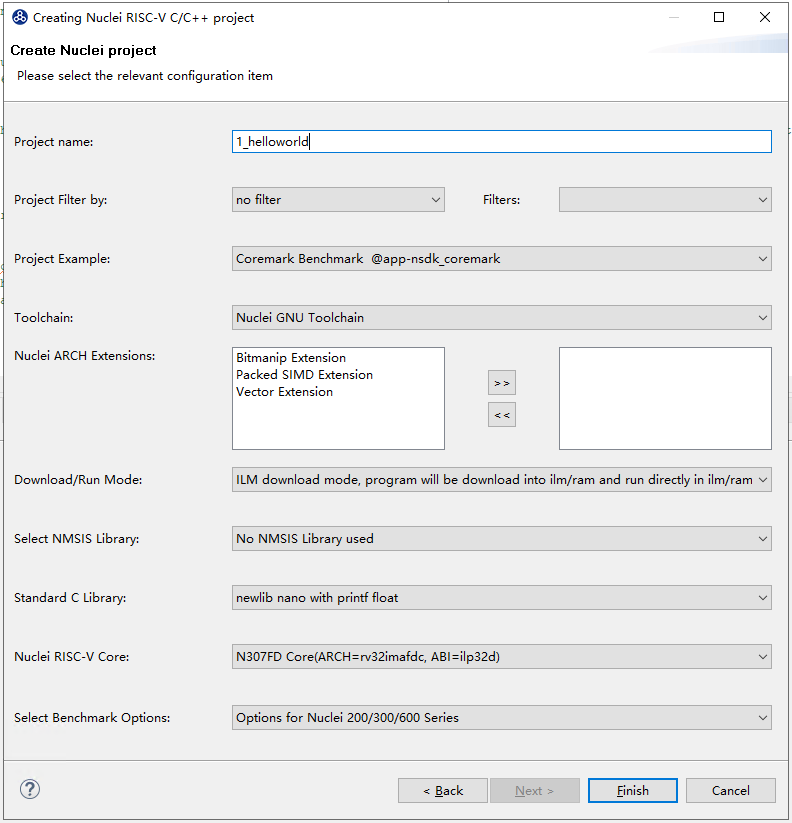 Creating Nuclei RISC-V C/C++ project
Create Nuclei project
Please select the relevant configuration item
Project name: 1_helloworld
Project Filter by: no filter Filters:
Project Example: Coremark Benchmark @app-nsdk_coremark
Toolchain: Nuclei GNU Toolchain
Nuclei ARCH Extensions: Bitmanip Extension
Packed SIMD Extension
Vector Extension
>>
<<
Download/Run Mode: ILM download mode, program will be download into ilm/ram and run directly in ilm/ram
Select NMSIS Library: No NMSIS Library used
Standard C Library: newlib nano with printf float
Nuclei RISC-V Core: N307FD Core(ARCH=rv32imafdc, ABI=ilp32d)
Select Benchmark Options: Options for Nuclei 200/300/600 Series
? < Back Next > Finish Cancel